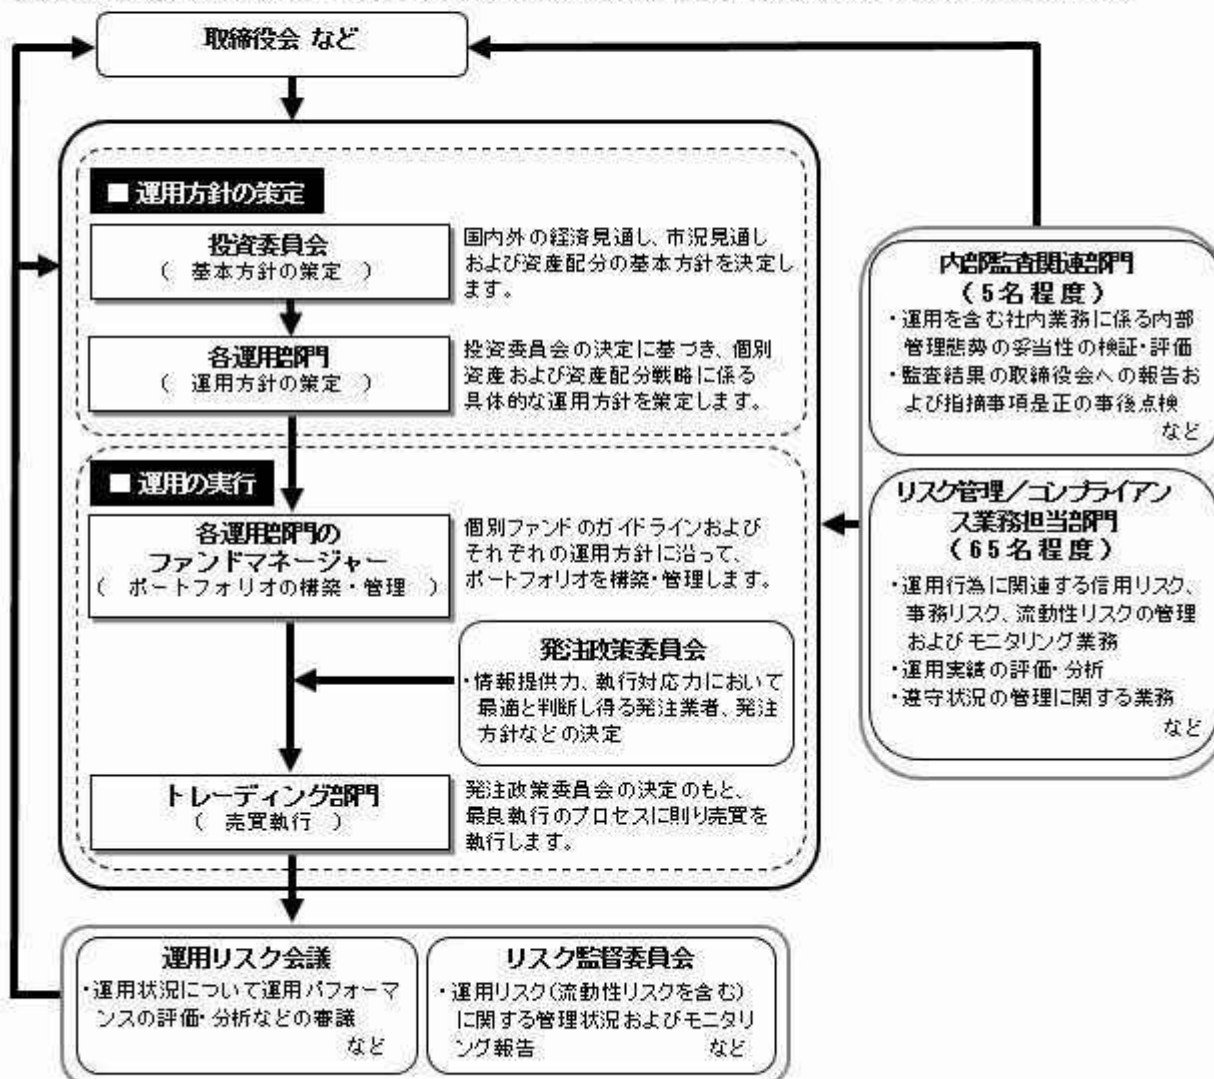 取締役会 など
■ 運用方針の策定
投資委員会
( 基本方針の策定 )
国内外の経済見通し、市況見通し
および資産配分の基本方針を決定し
ます。
各運用部門
( 運用方針の策定 )
投資委員会の決定に基づき、個別
資産および資産配分戦略に係る
具体的な運用方針を策定します。
■ 運用の実行
各運用部門の
ファンドマネージャー
( ポートフォリオの構築・管理 )
個別ファンドのガイドラインおよび
それぞれの運用方針に沿って、
ポートフォリオを構築・管理します。
発注政策委員会
・情報提供力、執行対応力において
最適と判断し得る発注業者、発注
方針などの決定
トレーディング部門
( 売買執行 )
発注政策委員会の決定のもと、
最良執行のプロセスに則り売買を
執行します。
運用リスク会議
・運用状況について運用パフォーマ
ンスの評価・分析などの審議
など
リスク監督委員会
・運用リスク(流動性リスクを含む)
に関する管理状況およびモニタリ
ング報告 など
内部監査関連部門
(5名程度)
・運用を含む社内業務に係る内部
管理態勢の妥当性の検証・評価
・監査結果の取締役会への報告お
よび指摘事項是正の事後点検
など
リスク管理/コンプライアン
ス業務担当部門
(65名程度)
・運用行為に関連する信用リスク、
事務リスク、流動性リスクの管理
およびモニタリング業務
・運用実績の評価・分析
・遵守状況の管理に関する業務
など